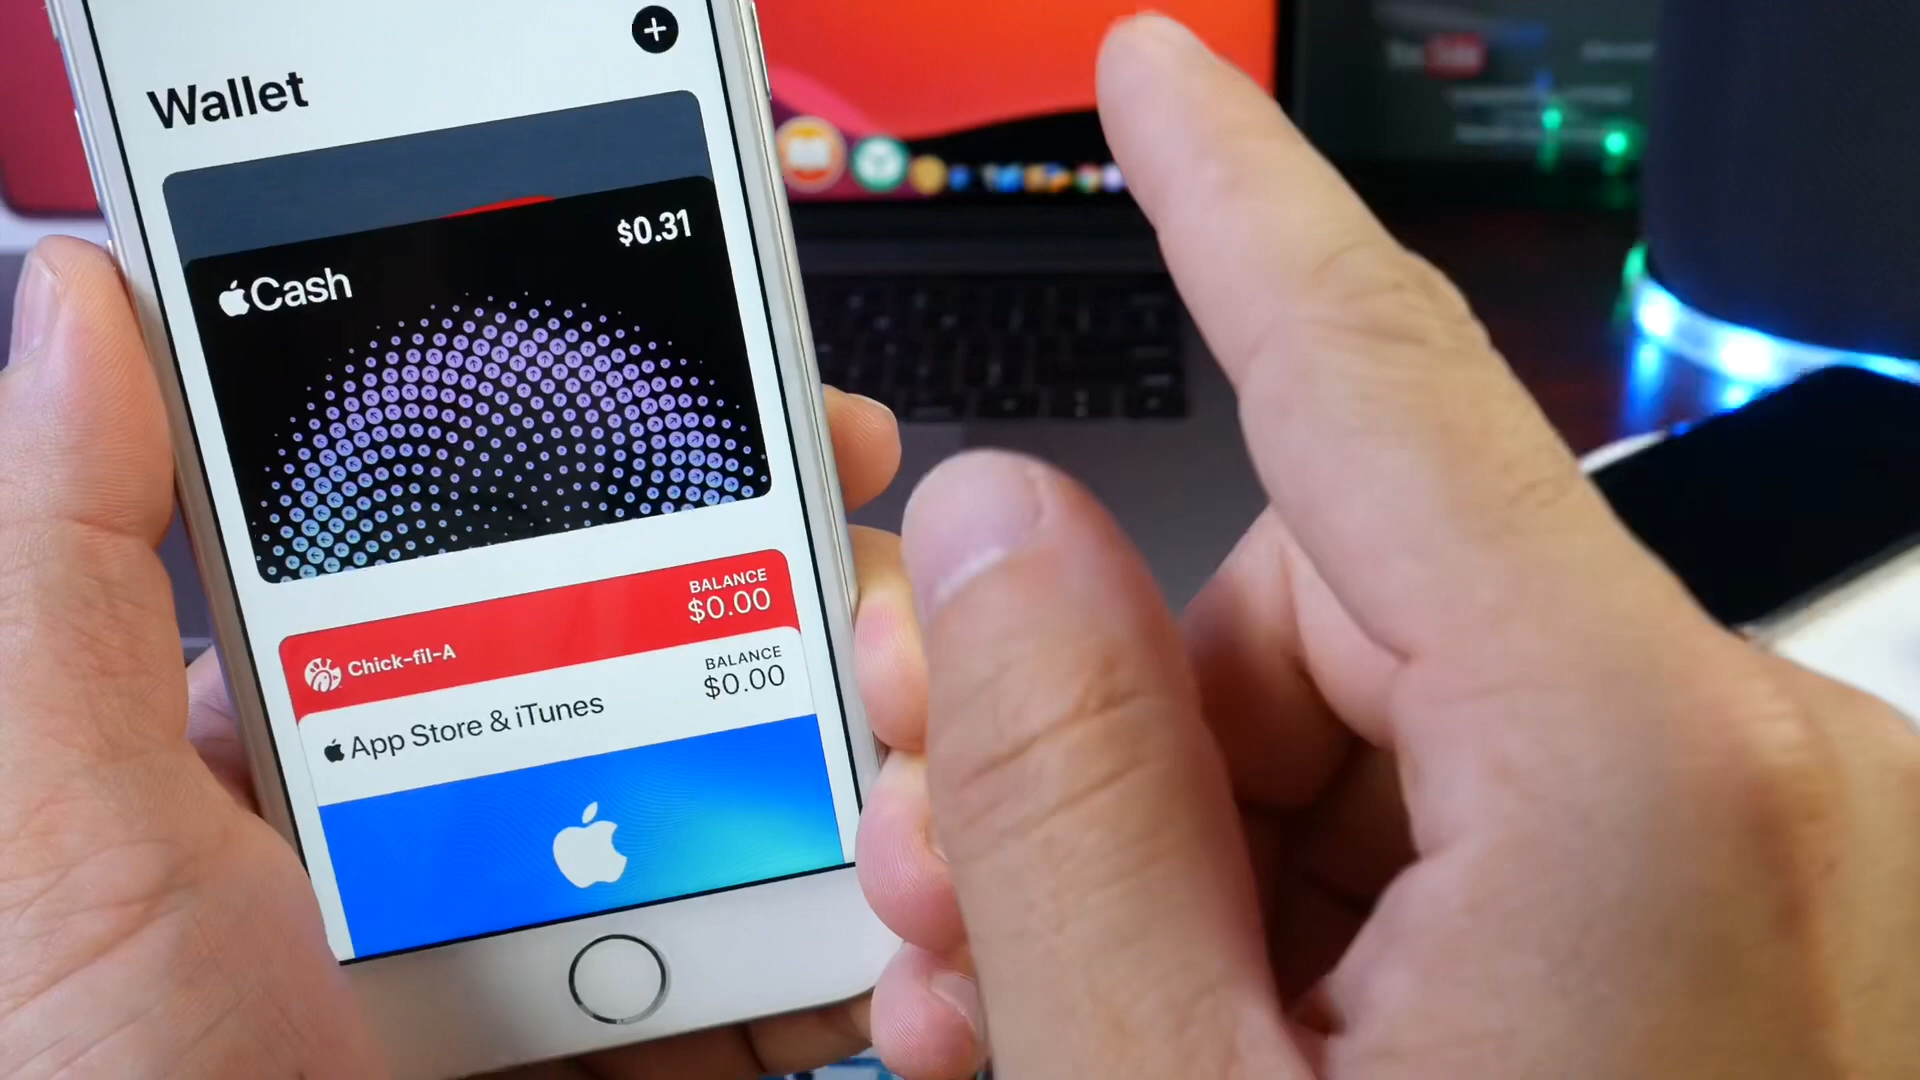 Wallet
$0.31
Cash
BALANCE
$0.00
Chick-fil-A
BALANCE
$0.00
App Store & iTunes